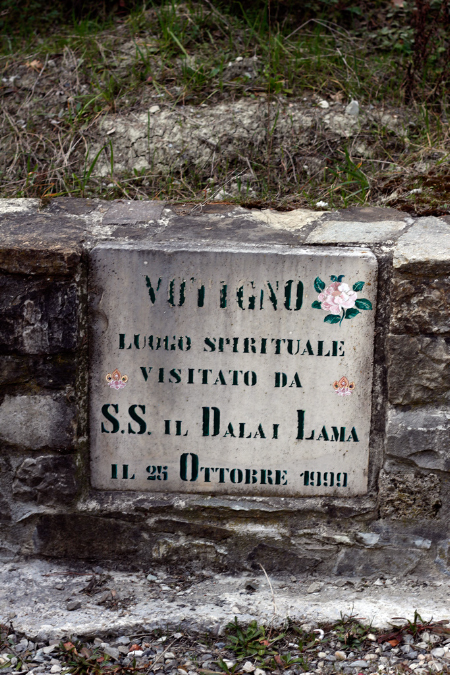 VOTIGNO
LUOGO SPIRITUALE
VISITATO DA
S.S. IL DALAI LAMA
IL 25 OTTOBRE 1999